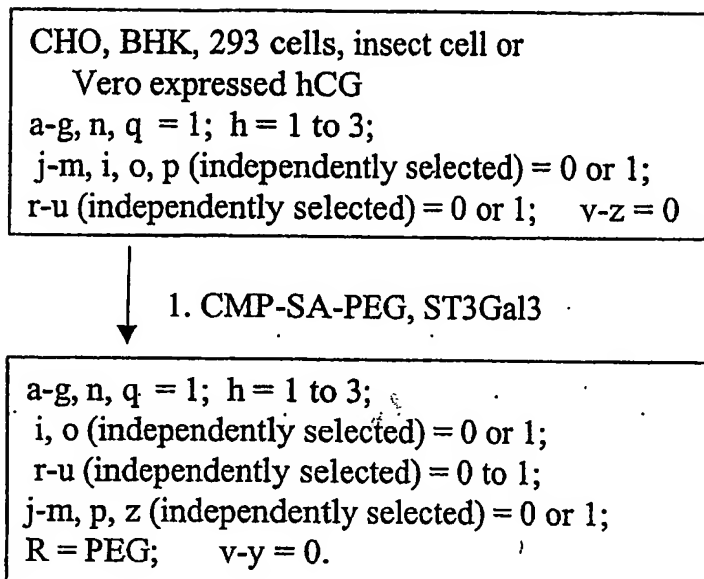 CHO, BHK, 293 cells, insect cell or
Vero expressed hCG
a-g, n, q = 1; h = 1 to 3;
j-m, i, o, p (independently selected) = 0 or 1;
r-u (independently selected) = 0 or 1; v-z = 0
1. CMP-SA-PEG, ST3Gal3
a-g, n, q = 1; h = 1 to 3;
i, o (independently selected) = 0 or 1;
r-u (independently selected) = 0 to 1;
j-m, p, z (independently selected) = 0 or 1;
R = PEG; v-y = 0.